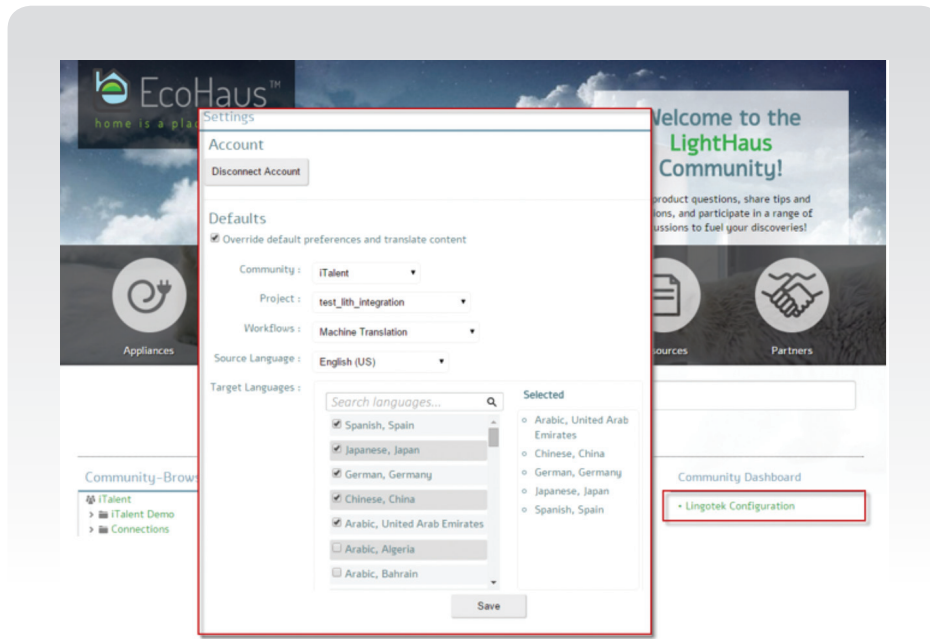 EcoHaus™
home is a pla
Welcome to the
LightHaus
Community!
product questions, share tips and
ions, and participate in a range of
ussions to fuel your discoveries!
Settings
Account
Disconnect Account
Defaults
Override default preferences and translate content
Community : iTalent
Project : test_lith_integration
Workflows : Machine Translation
Source Language : English (US)
Target Languages :
Search languages...
Spanish, Spain
Japanese, Japan
German, Germany
Chinese, China
Arabic, United Arab Emirates
Arabic, Algeria
Arabic, Bahrain
Selected
Arabic, United Arab
Emirates
Chinese, China
German, Germany
Japanese, Japan
Spanish, Spain
Save
Appliances
ources
Partners
Community-Brows
iTalent
iTalent Demo
Connections
Community Dashboard
Lingotek Configuration